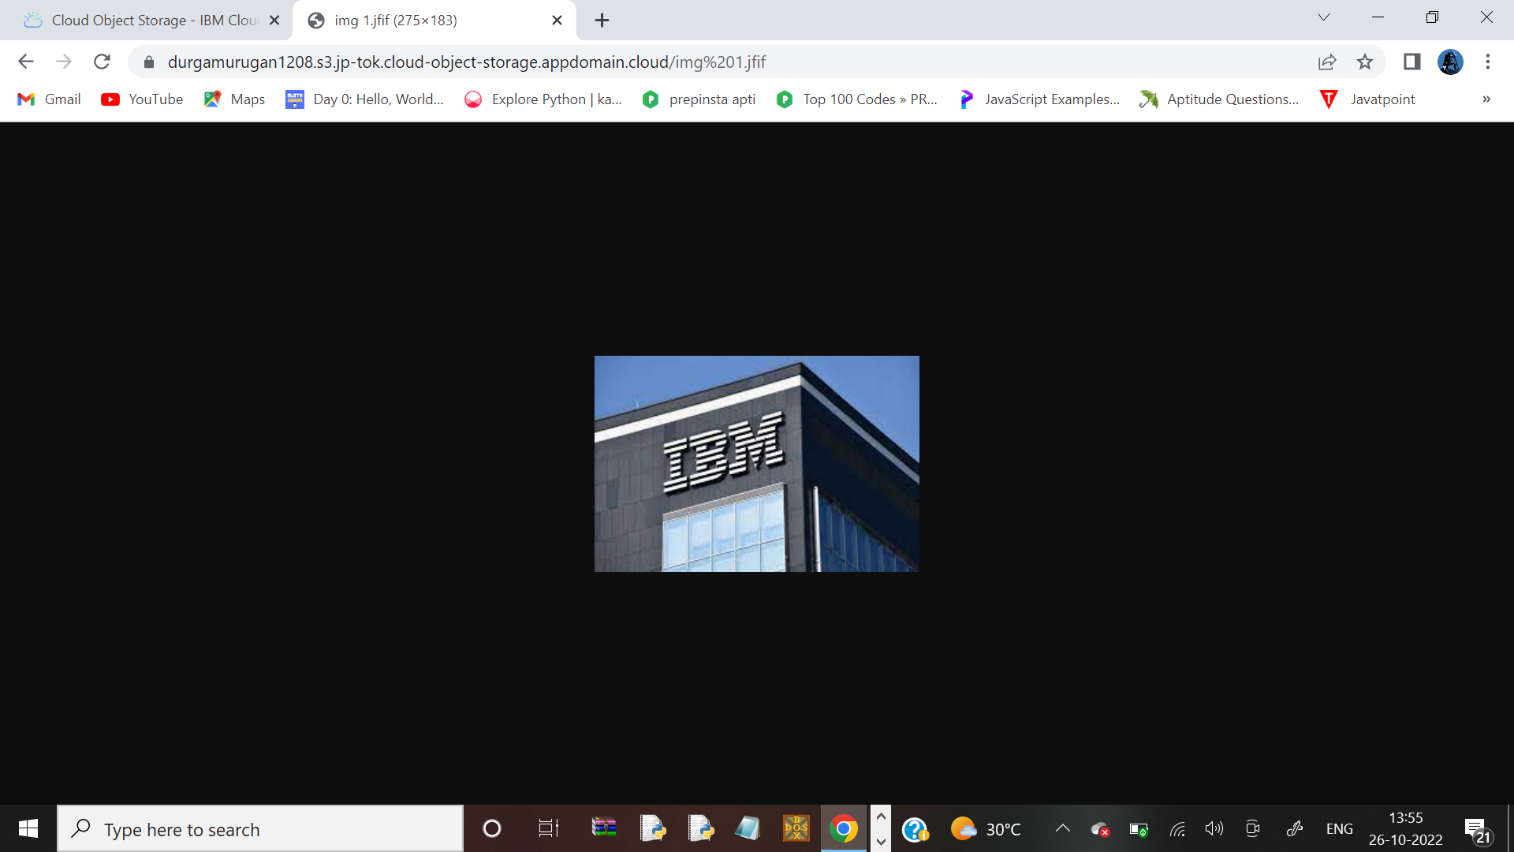 Cloud Object Storage - IBM Clou
img 1.jfif (275×183)
durgamurugan1208.s3.jp-tok.cloud-object-storage.appdomain.cloud/img%201.jfif
Gmail YouTube Maps Day 0: Hello, World... Explore Python | ka... prepinsta apti Top 100 Codes » PR... JavaScript Examples... Aptitude Questions... Javatpoint »
IBM
Type here to search
30°C
ENG
13:55
26-10-2022
21